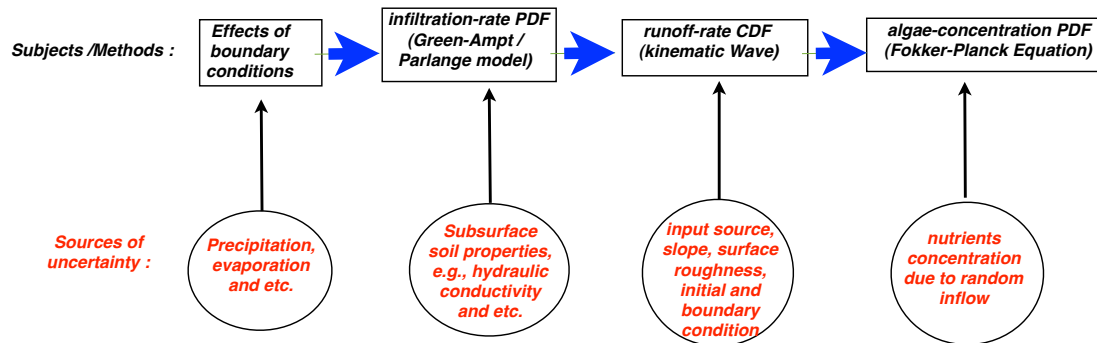 Subjects /Methods :
Effects of
boundary
conditions
infiltration-rate PDF
(Green-Ampt /
Parlange model)
runoff-rate CDF
(kinematic Wave)
algae-concentration PDF
(Fokker-Planck Equation)
Sources of
uncertainty :
Precipitation,
evaporation
and etc.
Subsurface
soil properties,
e.g., hydraulic
conductivity
and etc.
input source,
slope, surface
roughness,
initial and
boundary
condition
nutrients
concentration
due to random
inflow